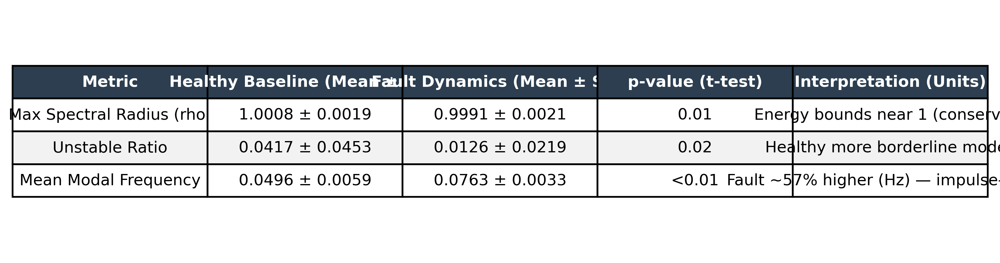 Metric Healthy Baseline (Mean ± Fault Dynamics (Mean ± p-value (t-test) Interpretation (Units)
Max Spectral Radius (rho 1.0008 ± 0.0019 0.9991 ± 0.0021 0.01 Energy bounds near 1
Unstable Ratio 0.0417 ± 0.0453 0.0126 ± 0.0219 0.02 Healthy more borderline
Mean Modal Frequency 0.0496 ± 0.0059 0.0763 ± 0.0033 <0.01 Fault ~57% higher (Hz) —